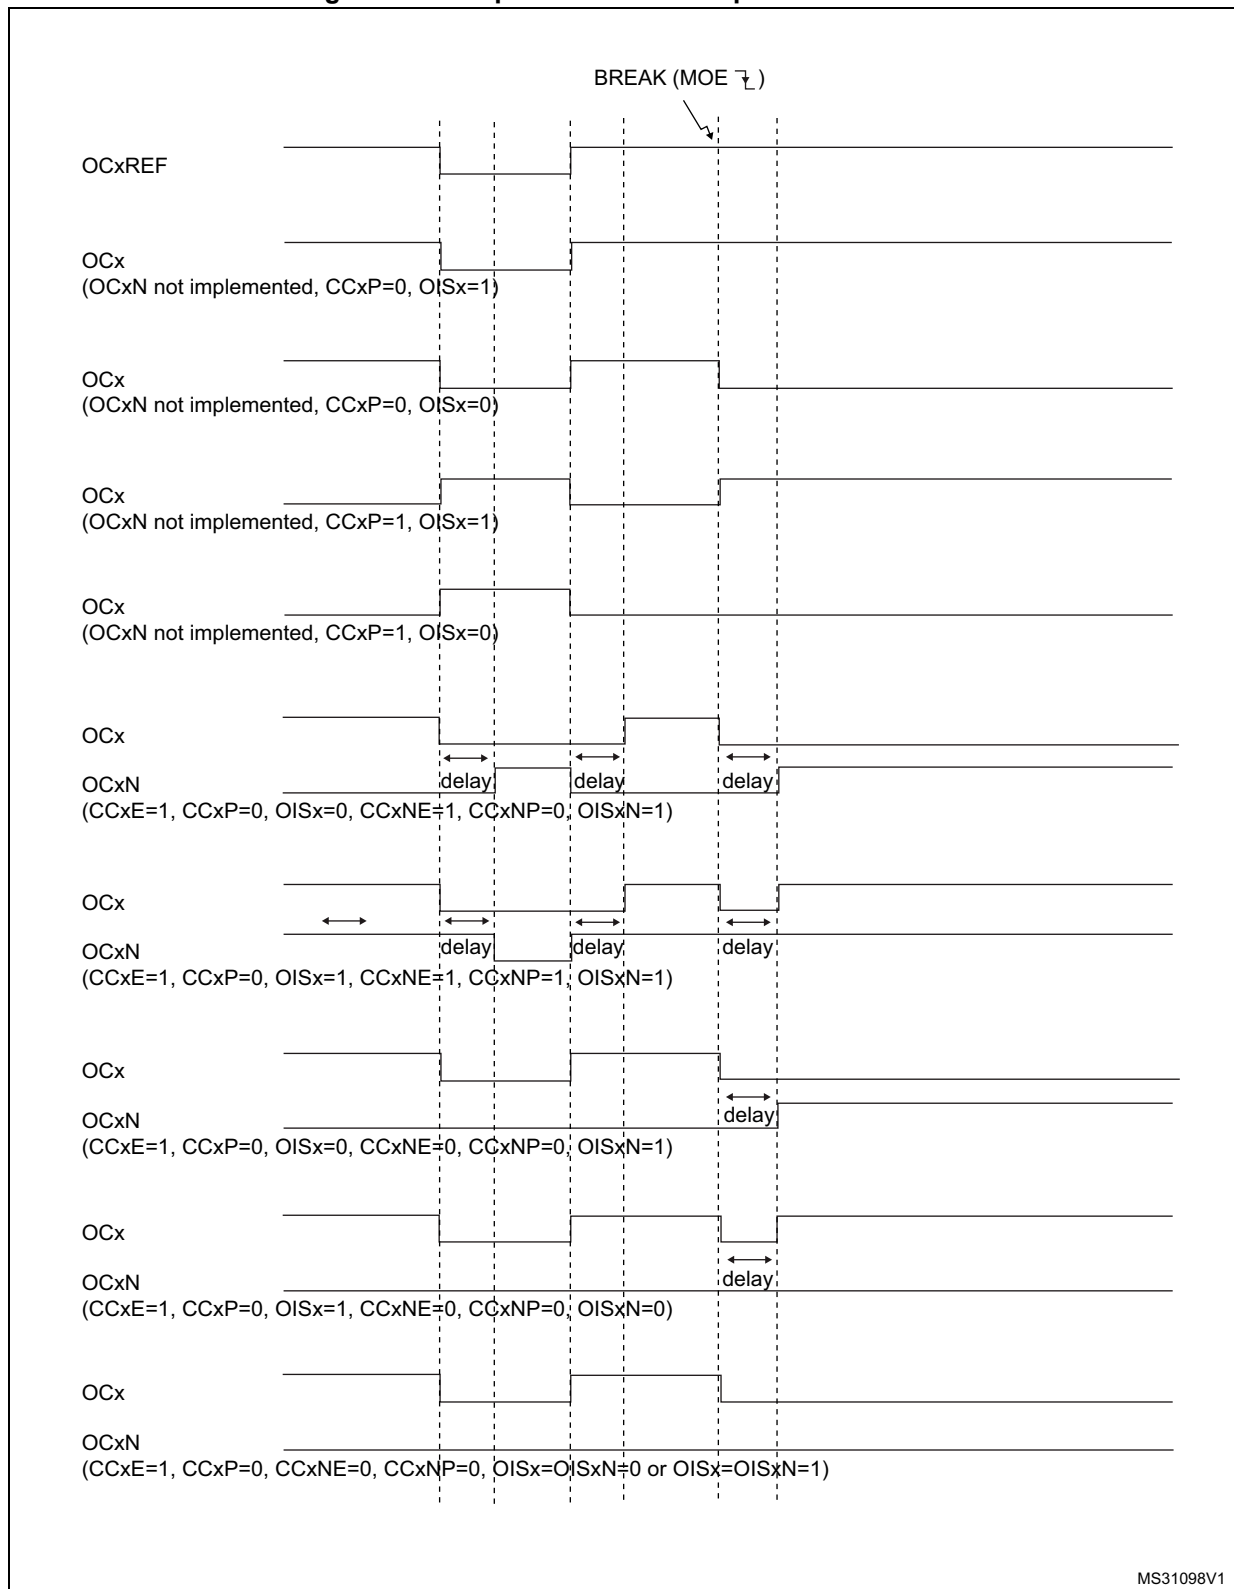 BREAK (MOE )
OCxREF
OCx
(OCxN not implemented, CCxP=0, OISx=1)
OCx
(OCxN not implemented, CCxP=0, OISx=0)
OCx
(OCxN not implemented, CCxP=1, OISx=1)
OCx
(OCxN not implemented, CCxP=1, OISx=0)
OCx
OCxN delay delay delay
(CCxE=1, CCxP=0, OISx=0, CCxNE=1, CCxNP=0, OISxN=1)
OCx
OCxN delay delay delay
(CCxE=1, CCxP=0, OISx=1, CCxNE=1, CCxNP=1, OISxN=1)
OCx
OCxN delay
(CCxE=1, CCxP=0, OISx=0, CCxNE=0, CCxNP=0, OISxN=1)
OCx
OCxN delay
(CCxE=1, CCxP=0, OISx=1, CCxNE=0, CCxNP=0, OISxN=0)
OCx
OCxN
(CCxE=1, CCxP=0, CCxNE=0, CCxNP=0, OISx=OISxN=0 or OISx=OISxN=1)
MS31098V1